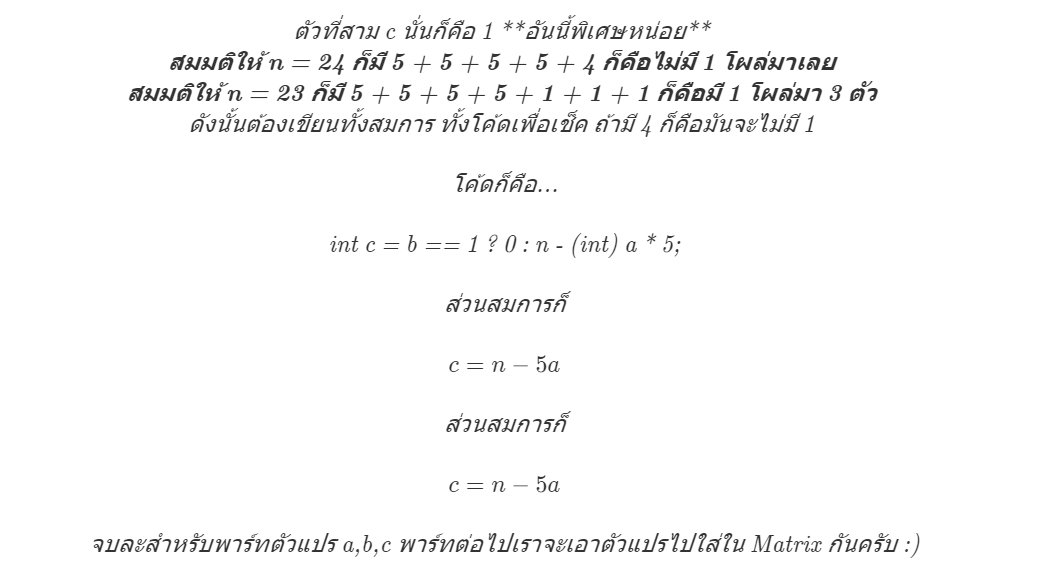 ตัวที่สาม c นั่นก็คือ 1 **อันนี้พิเศษหน่อย**
สมมติให้ n = 24 ก็มี 5 + 5 + 5 + 5 + 4 ก็คือไม่มี 1 โผล่มาเลย
สมมติให้ n = 23 ก็มี 5 + 5 + 5 + 5 + 1 + 1 + 1 ก็คือมี 1 โผล่มา 3 ตัว
ดังนั้นต้องเขียนทั้งสมการ ทั้งโค้ดเพื่อเช็ค ถ้ามี 4 ก็คือมันจะไม่มี 1
โค้ดก็คือ...
int c = b == 1 ? 0 : n - (int) a * 5;
ส่วนสมการก็
c = n − 5a
ส่วนสมการก็
c = n − 5a
จบละสำหรับพาร์ทตัวแปร a,b,c พาร์ทต่อไปเราจะเอาตัวแปรไปใส่ใน Matrix กันครับ :)